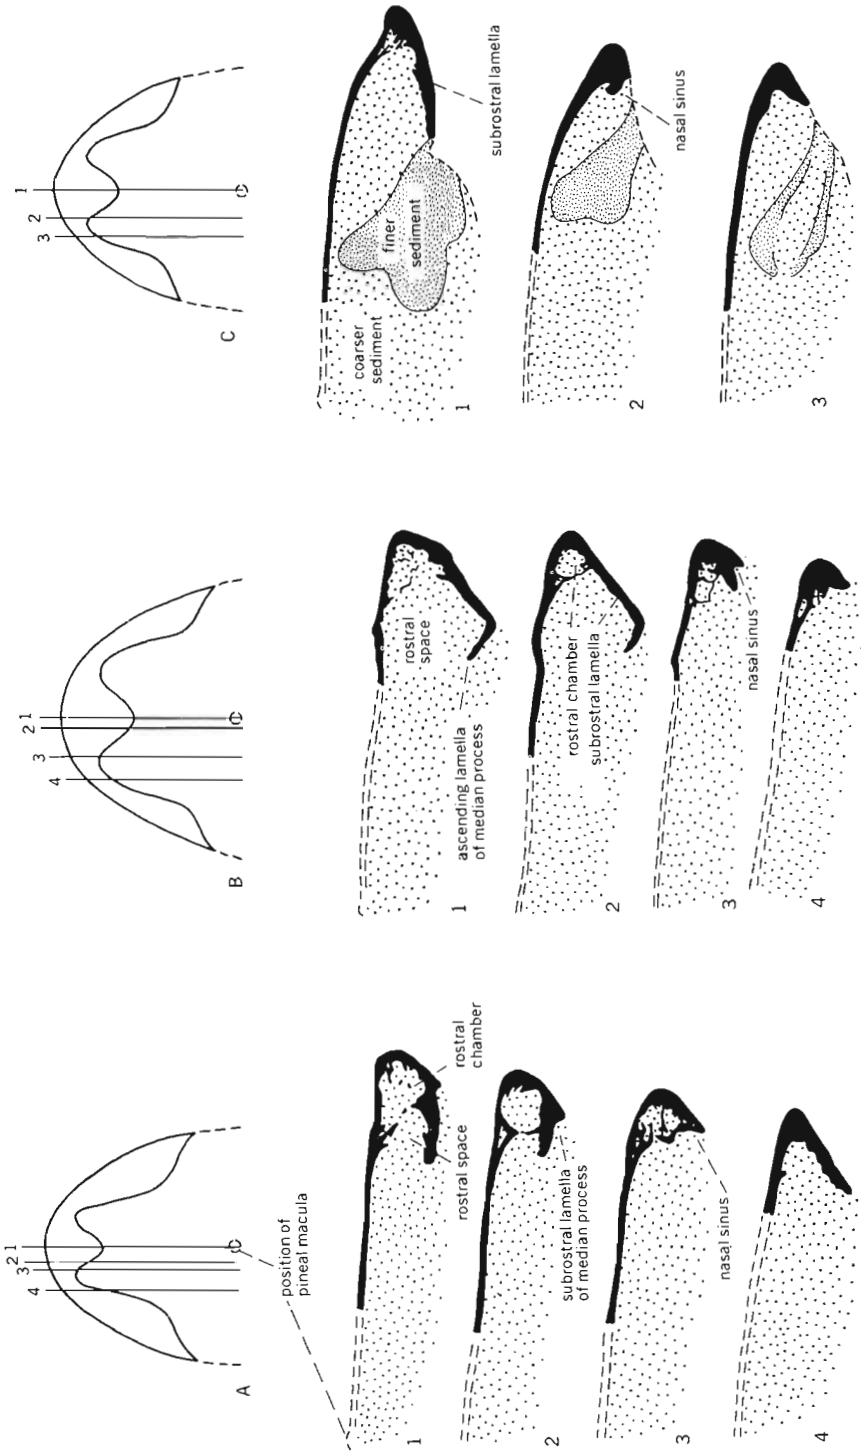 A
1
2
3
4
position of
pineal macula
1
rostral space
rostral
chamber
2
subrostral lamella
of median process
3
nasal sinus
4
B
1
2
3
4
1
rostral
space
ascending lamella
of median process
2
rostral chamber
subrostral lamella
3
nasal sinus
4
C
1
2
3
1
coarser
sediment
finer
sediment
subrostral lamella
2
nasal sinus
3